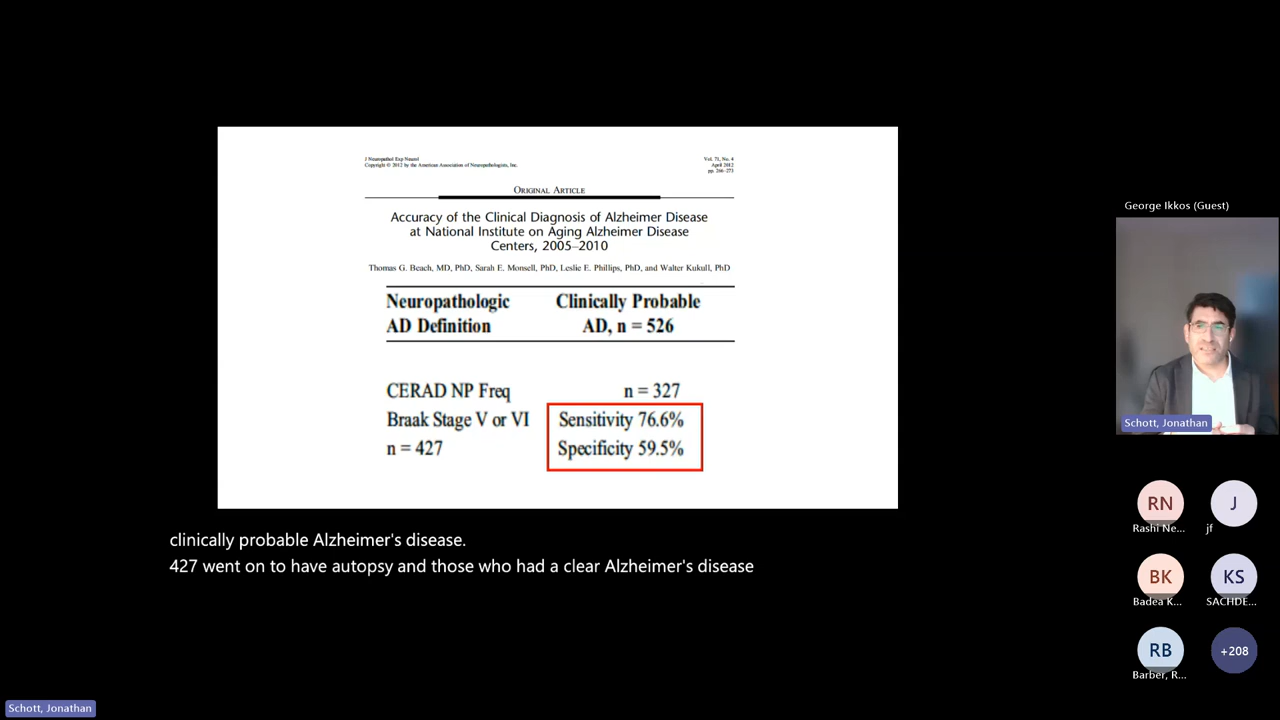 J Neuropathol Exp Neurol
Copyright © 2012 by the American Association of Neuropathologists, Inc.
Vol. 71, No. 4
April 2012
pp. 266–273
ORIGINAL ARTICLE
Accuracy of the Clinical Diagnosis of Alzheimer Disease
at National Institute on Aging Alzheimer Disease
Centers, 2005–2010
Thomas G. Beach, MD, PhD, Sarah E. Monsell, PhD, Leslie E. Phillips, PhD, and Walter Kukull, PhD
Neuropathologic
AD Definition
Clinically Probable
AD, n = 526
CERAD NP Freq
Braak Stage V or VI
n = 427
n = 327
Sensitivity 76.6%
Specificity 59.5%
clinically probable Alzheimer's disease.
427 went on to have autopsy and those who had a clear Alzheimer's disease
George Ikkos (Guest)
Schott, Jonathan
RN
Rashi Ne...
J
jf
BK
Badea K...
KS
SACHDE...
RB
Barber, R...
+208
Schott, Jonathan